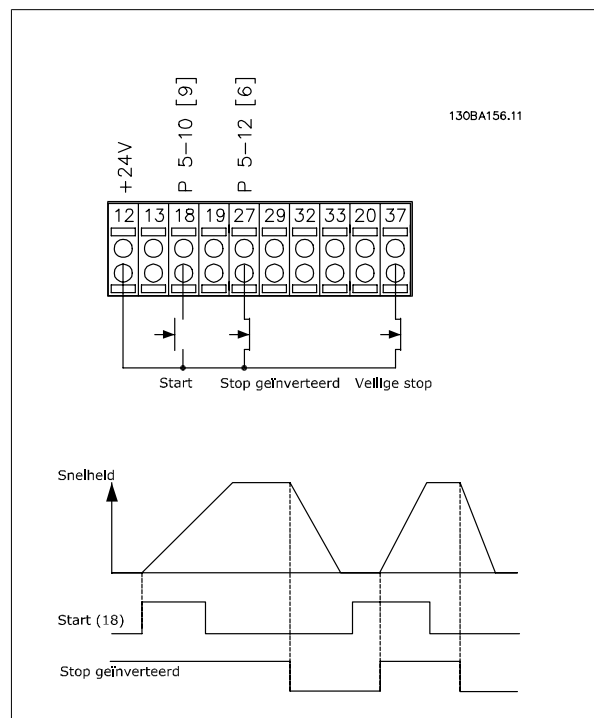 130BA156.11
+24V
P 5-10 [9]
P 5-12 [6]
12 13 18 19 27 29 32 33 20 37
Start Stop geïnverteerd Veilige stop
Snelheid
Start (18)
Stop geïnverteerd